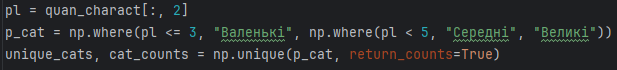 pl = quan_charact[:, 2]
p_cat = np.where(pl <= 3, "Валенькі", np.where(pl < 5, "Середні", "Великі"))
unique_cats, cat_counts = np.unique(p_cat, return_counts=True)